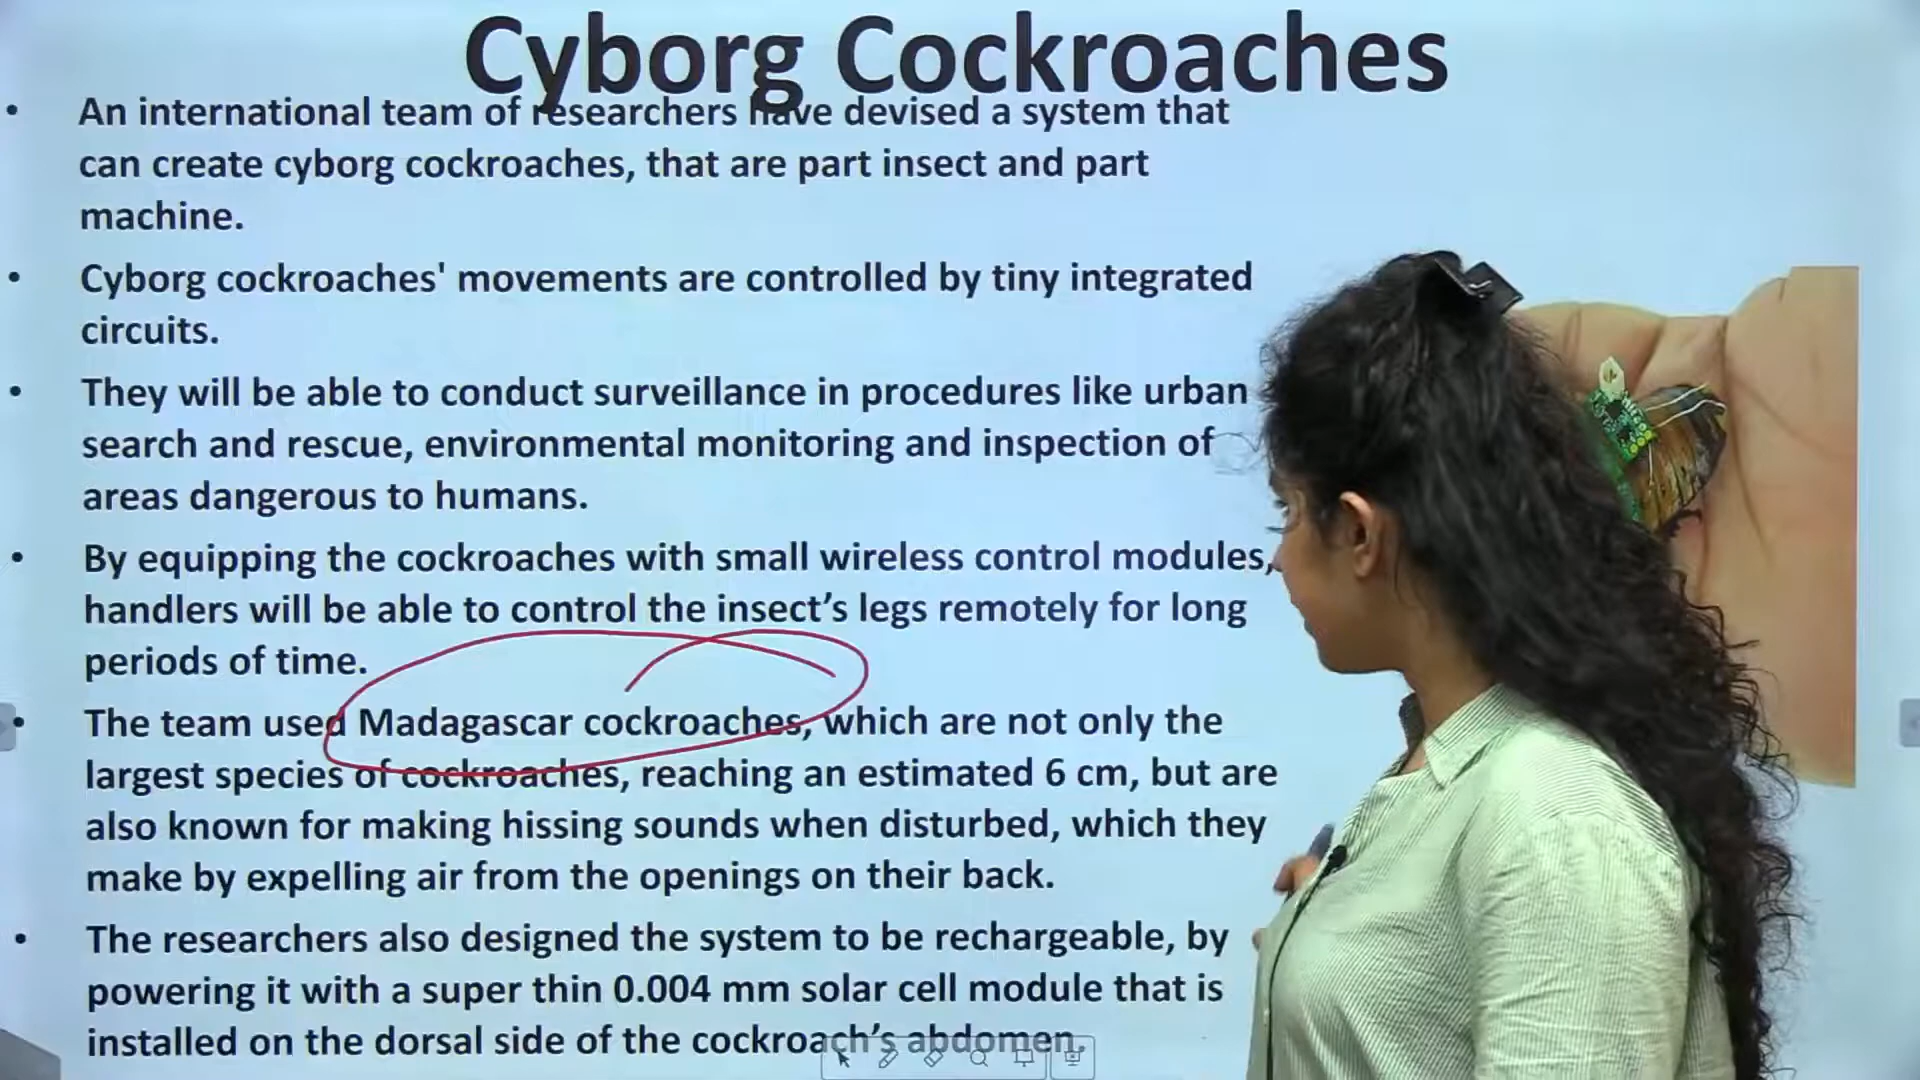 Cyborg Cockroaches
• An international team of researchers have devised a system that
can create cyborg cockroaches, that are part insect and part
machine.
• Cyborg cockroaches' movements are controlled by tiny integrated
circuits.
• They will be able to conduct surveillance in procedures like urban
search and rescue, environmental monitoring and inspection of
areas dangerous to humans.
• By equipping the cockroaches with small wireless control modules,
handlers will be able to control the insect’s legs remotely for long
periods of time.
• The team used Madagascar cockroaches, which are not only the
largest species of cockroaches, reaching an estimated 6 cm, but are
also known for making hissing sounds when disturbed, which they
make by expelling air from the openings on their back.
• The researchers also designed the system to be rechargeable, by
powering it with a super thin 0.004 mm solar cell module that is
installed on the dorsal side of the cockroach’s abdomen.